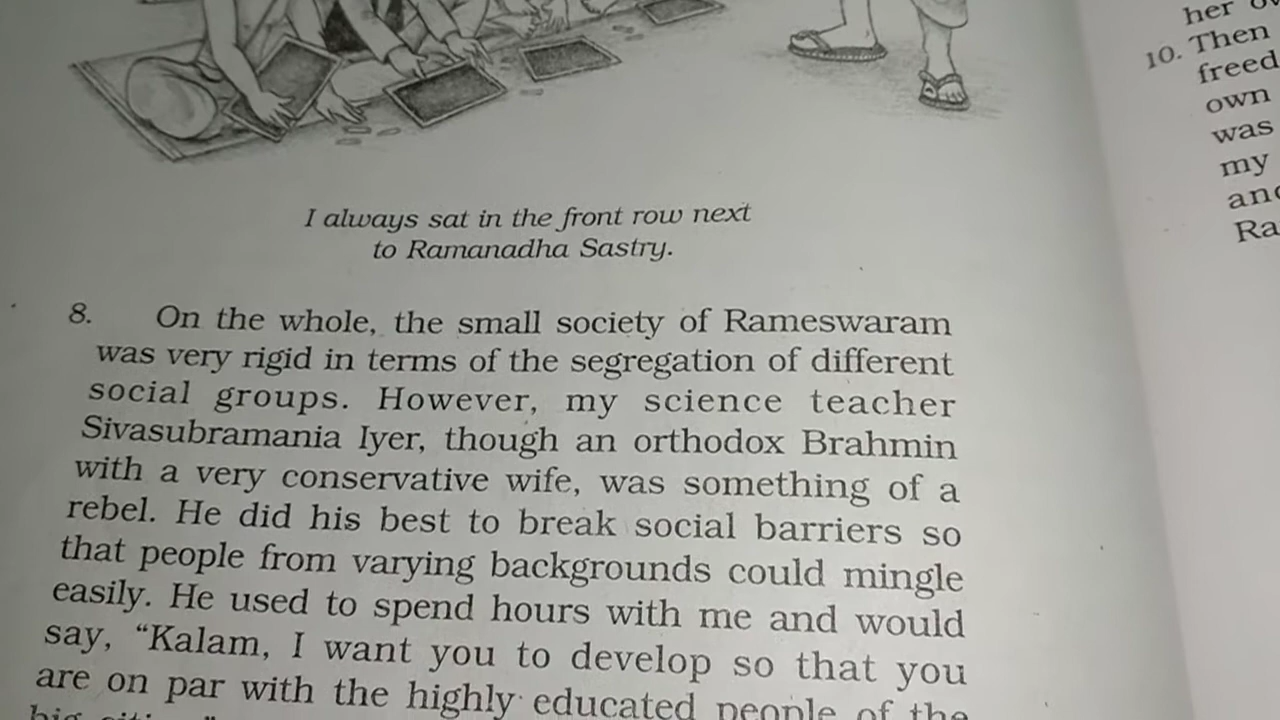 I always sat in the front row next
to Ramanadha Sastry.
8. On the whole, the small society of Rameswaram
was very rigid in terms of the segregation of different
social groups. However, my science teacher
Sivasubramania Iyer, though an orthodox Brahmin
with a very conservative wife, was something of a
rebel. He did his best to break social barriers so
that people from varying backgrounds could mingle
easily. He used to spend hours with me and would
say, “Kalam, I want you to develop so that you
are on par with the highly educated people of the
her
10. Then
freed
own
was
my
and
Ra